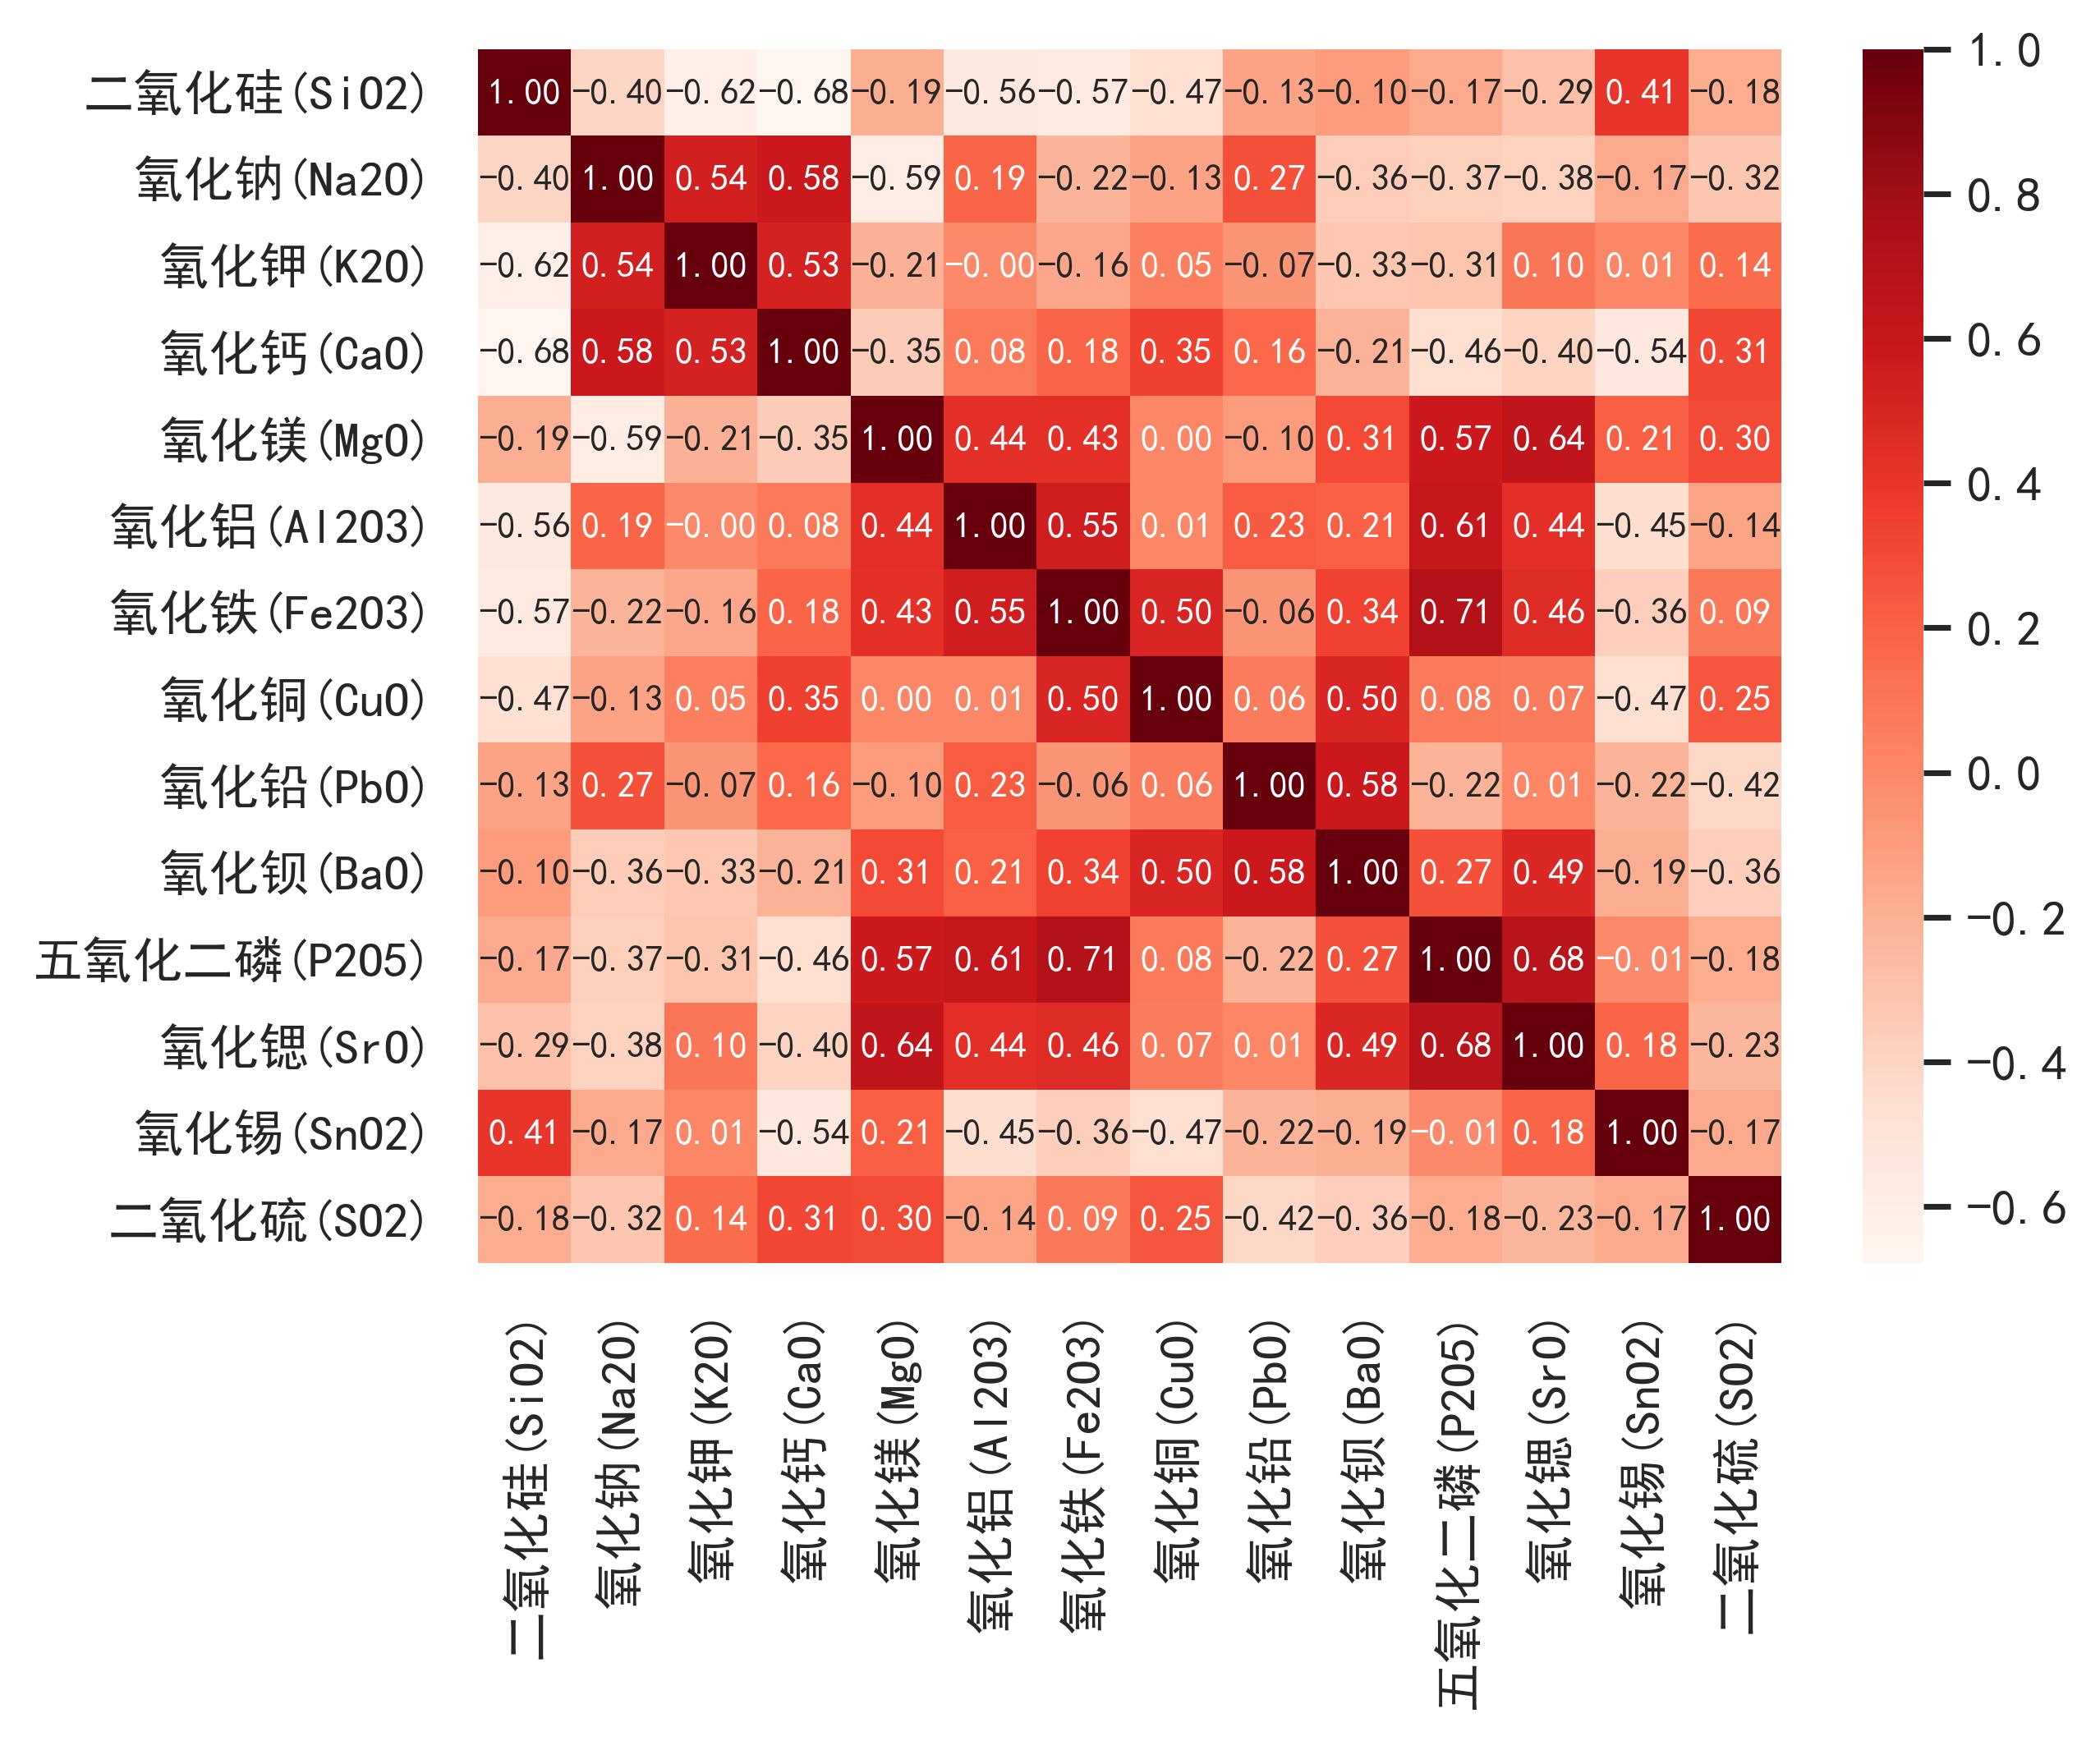 二氧化硅(SiO2) 1.00 -0.40 -0.62 -0.68 -0.19 -0.56 -0.57 -0.47 -0.13 -0.10 -0.17 -0.29 0.41 -0.18
氧化钠(Na2O) -0.40 1.00 0.54 0.58 -0.59 0.19 -0.22 -0.13 0.27 -0.36 -0.37 -0.38 -0.17 -0.32
氧化钾(K2O) -0.62 0.54 1.00 0.53 -0.21 -0.00 -0.16 0.05 -0.07 -0.33 -0.31 0.10 0.01 0.14
氧化钙(CaO) -0.68 0.58 0.53 1.00 -0.35 0.08 0.18 0.35 0.16 -0.21 -0.46 -0.40 -0.54 0.31
氧化镁(MgO) -0.19 -0.59 -0.21 -0.35 1.00 0.44 0.43 0.00 -0.10 0.31 0.57 0.64 0.21 0.30
氧化铝(Al2O3) -0.56 0.19 -0.00 0.08 0.44 1.00 0.55 0.01 0.23 0.21 0.61 0.44 -0.45 -0.14
氧化铁(Fe2O3) -0.57 -0.22 -0.16 0.18 0.43 0.55 1.00 0.50 -0.06 0.34 0.71 0.46 -0.36 0.09
氧化铜(CuO) -0.47 -0.13 0.05 0.35 0.00 0.01 0.50 1.00 0.06 0.50 0.08 0.07 -0.47 0.25
氧化铅(PbO) -0.13 0.27 -0.07 0.16 -0.10 0.23 -0.06 0.06 1.00 0.58 -0.22 0.01 -0.22 -0.42
氧化钡(BaO) -0.10 -0.36 -0.33 -0.21 0.31 0.21 0.34 0.50 0.58 1.00 0.27 0.49 -0.19 -0.36
五氧化二磷(P2O5) -0.17 -0.37 -0.31 -0.46 0.57 0.61 0.71 0.08 -0.22 0.27 1.00 0.68 -0.01 -0.18
氧化锶(SrO) -0.29 -0.38 0.10 -0.40 0.64 0.44 0.46 0.07 0.01 0.49 0.68 1.00 0.18 -0.23
氧化锡(SnO2) 0.41 -0.17 0.01 -0.54 0.21 -0.45 -0.36 -0.47 -0.22 -0.19 -0.01 0.18 1.00 -0.17
二氧化硫(SO2) -0.18 -0.32 0.14 0.31 0.30 -0.14 0.09 0.25 -0.42 -0.36 -0.18 -0.23 -0.17 1.00
二氧化硅(SiO2)
氧化钠(Na2O)
氧化钾(K2O)
氧化钙(CaO)
氧化镁(MgO)
氧化铝(Al2O3)
氧化铁(Fe2O3)
氧化铜(CuO)
氧化铅(PbO)
氧化钡(BaO)
五氧化二磷(P2O5)
氧化锶(SrO)
氧化锡(SnO2)
二氧化硫(SO2)
1.0
0.8
0.6
0.4
0.2
0.0
-0.2
-0.4
-0.6